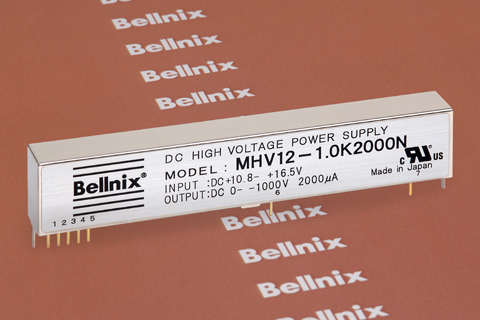 Bellnix
Bellnix
Bellnix
Bellnix
Bellnix
DC HIGH VOLTAGE POWER SUPPLY
MODEL : MHV12-1.0K2000N
INPUT :DC+10.8- +16.5V
OUTPUT:DC 0- -1000V 2000μA
Bellnix®
c RU US
Made in Japan
1 2 3 4 5
6
7
Bellnix
Bellnix
Bellnix
Bellnix